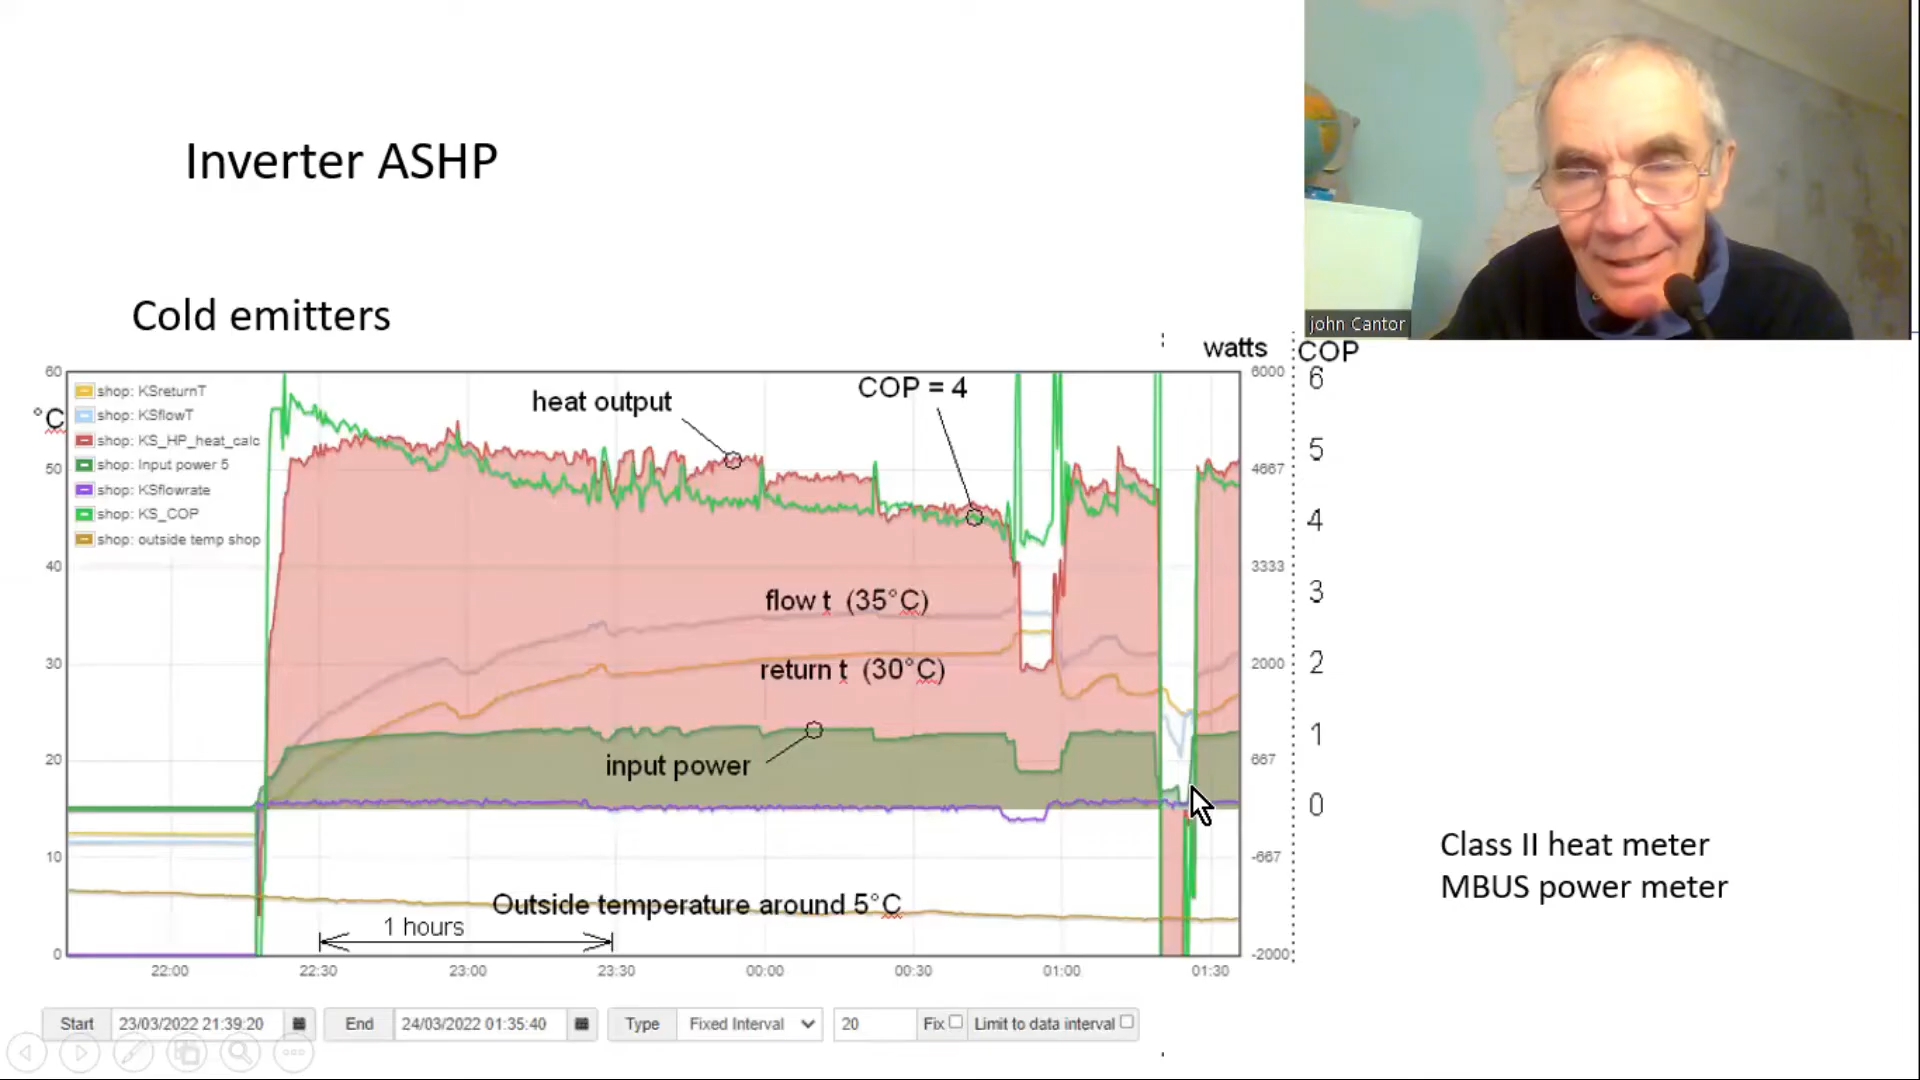 Inverter ASHP
Cold emitters
john Cantor
watts
COP
°C
60
50
40
30
20
10
0
shop: KSreturnT
shop: KSflowT
shop: KS_HP_heat_calc
shop: Input power 5
shop: KSflowrate
shop: KS_COP
shop: outside temp shop
heat output
COP = 4
flow t (35°C)
return t (30°C)
input power
Outside temperature around 5°C
1 hours
6000
4667
3333
2000
667
-667
-2000
6
5
4
3
2
1
0
22:00
22:30
23:00
23:30
00:00
00:30
01:00
01:30
Class II heat meter
MBUS power meter
Start 23/03/2022 21:39:20 End 24/03/2022 01:35:40 Type Fixed Interval 20 Fix Limit to data interval